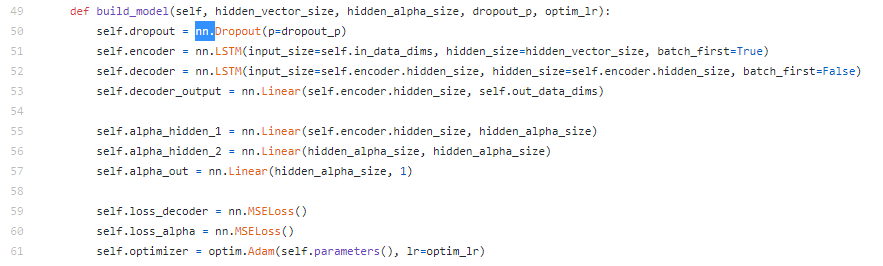 49 def build_model(self, hidden_vector_size, hidden_alpha_size, dropout_p, optim_lr):
50 self.dropout = nn.Dropout(p=dropout_p)
51 self.encoder = nn.LSTM(input_size=self.in_data_dims, hidden_size=hidden_vector_size, batch_first=True)
52 self.decoder = nn.LSTM(input_size=self.encoder.hidden_size, hidden_size=self.encoder.hidden_size, batch_first=False)
53 self.decoder_output = nn.Linear(self.encoder.hidden_size, self.out_data_dims)
54
55 self.alpha_hidden_1 = nn.Linear(self.encoder.hidden_size, hidden_alpha_size)
56 self.alpha_hidden_2 = nn.Linear(hidden_alpha_size, hidden_alpha_size)
57 self.alpha_out = nn.Linear(hidden_alpha_size, 1)
58
59 self.loss_decoder = nn.MSELoss()
60 self.loss_alpha = nn.MSELoss()
61 self.optimizer = optim.Adam(self.parameters(), lr=optim_lr)